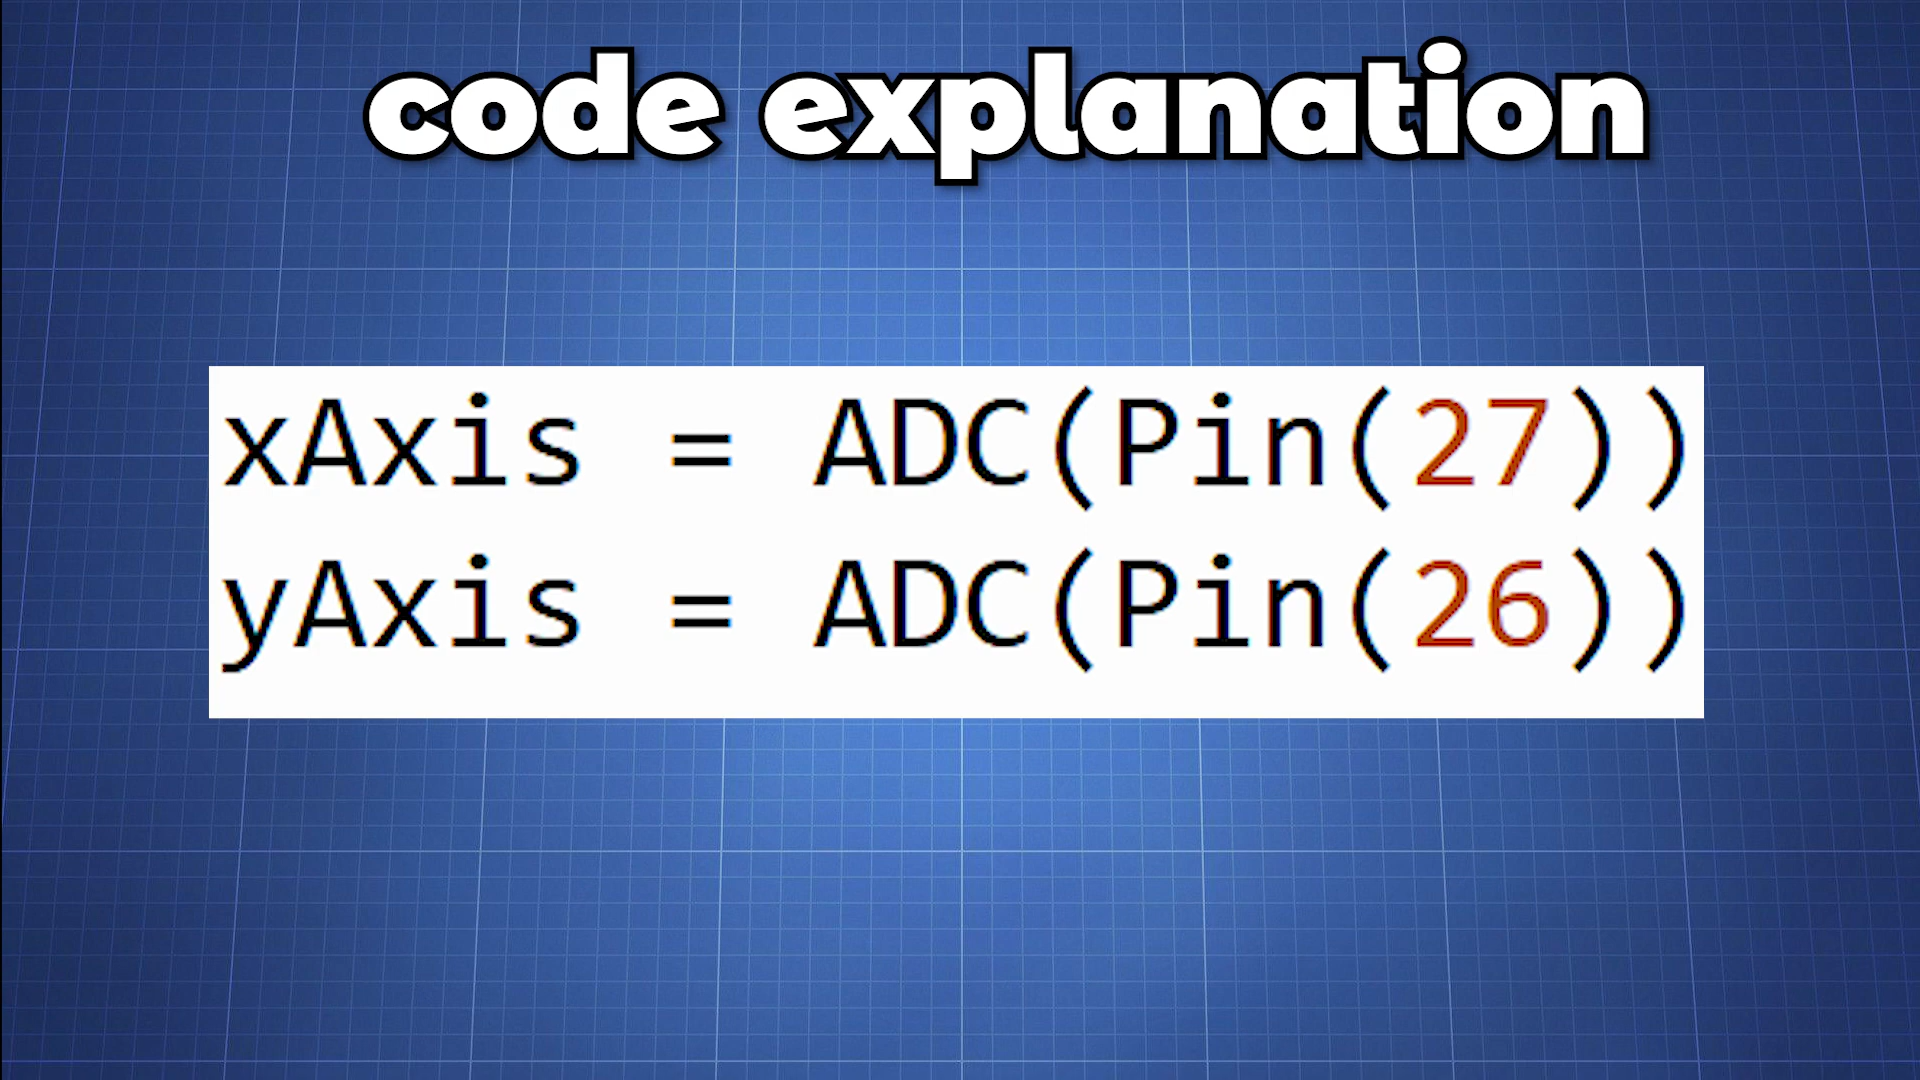 code explanation
xAxis = ADC(Pin(27))
yAxis = ADC(Pin(26))